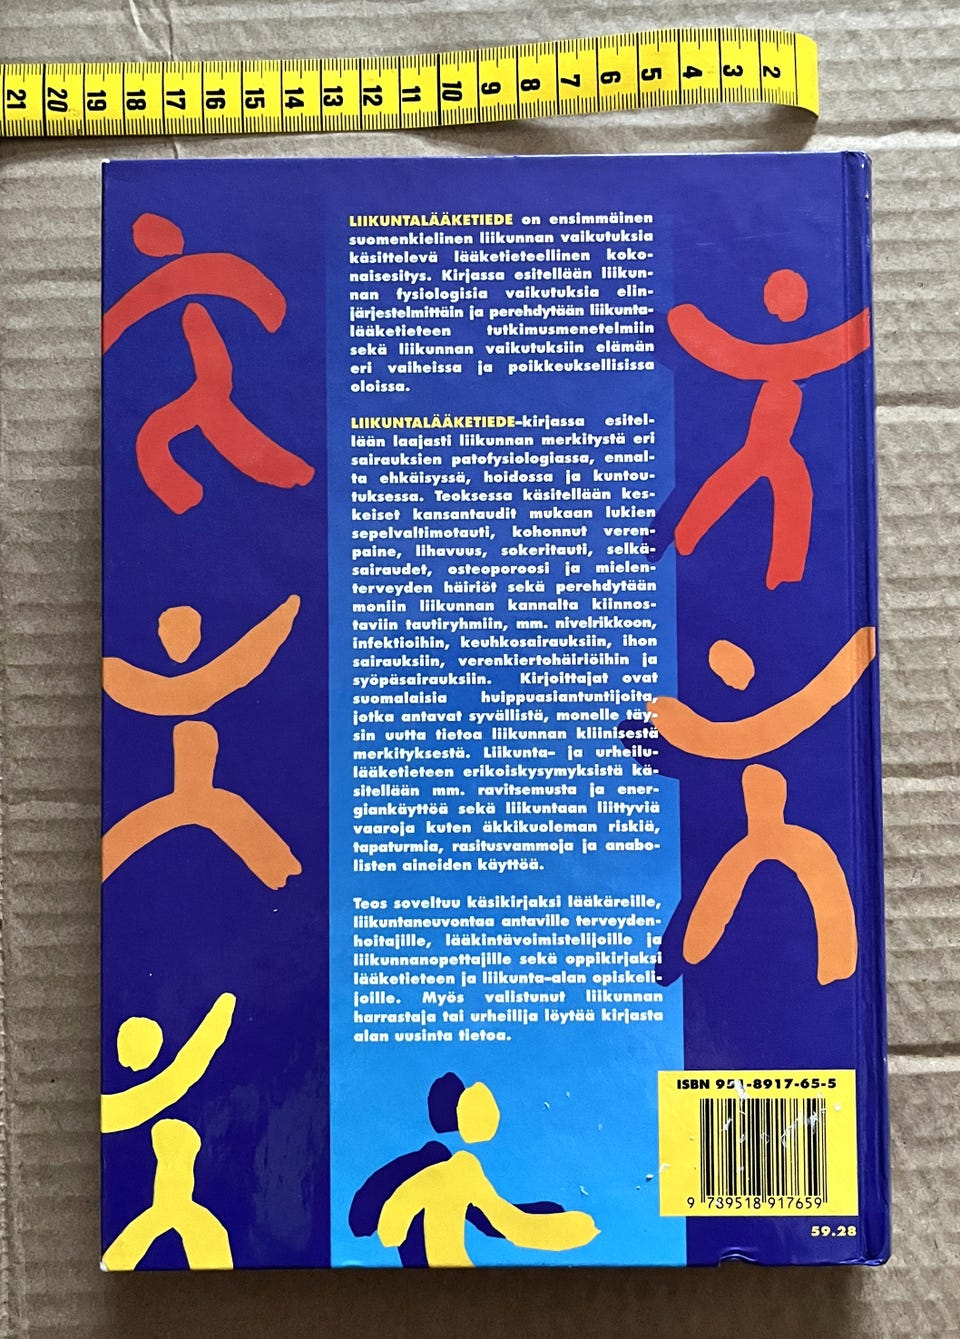 21 20 19 18 17 16 15 14 13 12 11 10 9 8 7 6 5 4 3 2
LIIKUNTALÄÄKETIEDE on ensimmäinen
suomenkielinen liikunnan vaikutuksia
käsittelevä lääketieteellinen koko-
naisesitys. Kirjassa esitellään liikun-
nan fysiologisia vaikutuksia elin-
järjestelmittäin ja perehdytään liikunta-
lääketieteen tutkimusmenetelmiin
sekä liikunnan vaikutuksiin elämän
eri vaiheissa ja poikkeuksellisissa
oloissa.
LIIKUNTALÄÄKETIEDE-kirjassa esitel-
lään laajasti liikunnan merkitystä eri
sairauksien patofysiologiassa, ennal-
ta ehkäisyssä, hoidossa ja kuntou-
tuksessa. Teoksessa käsitellään kes-
keiset kansantaudit mukaan lukien
sepelvaltimotauti, kohonnut veren-
paine, lihavuus, sokeritauti, selkä-
sairaudet, osteoporoosi ja mielen-
terveyden häiriöt sekä perehdytään
moniin liikunnan kannalta kiinnos-
taviin tautiryhmiin, mm. nivelrikkoon,
infektioihin, keuhkosairauksiin, ihon
sairauksiin, verenkiertohäiriöihin ja
syöpäsairauksiin. Kirjoittajat ovat
suomalaisia huippuasiantuntijoita,
jotka antavat syvällistä, monelle täy-
sin uutta tietoa liikunnan kliinisestä
merkityksestä. Liikunta- ja urheilu-
lääketieteen erikoiskysymyksistä kä-
sitellään mm. ravitsemusta ja ener-
giankäyttöä sekä liikuntaan liittyviä
vaaroja kuten äkkikuoleman riskiä,
tapaturmia, rasitusvammoja ja anabo-
listen aineiden käyttöä.
Teos soveltuu käsikirjaksi lääkäreille,
liikuntaneuvontaa antaville terveyden-
hoitajille, lääkintävoimistelijoille ja
liikunnanopettajille sekä oppikirjaksi
lääketieteen ja liikunta-alan opiskeli-
joille. Myös valistunut liikunnan
harrastaja tai urheilija löytää kirjasta
alan uusinta tietoa.
ISBN 951-8917-65-5
9 789518 917659
59.28